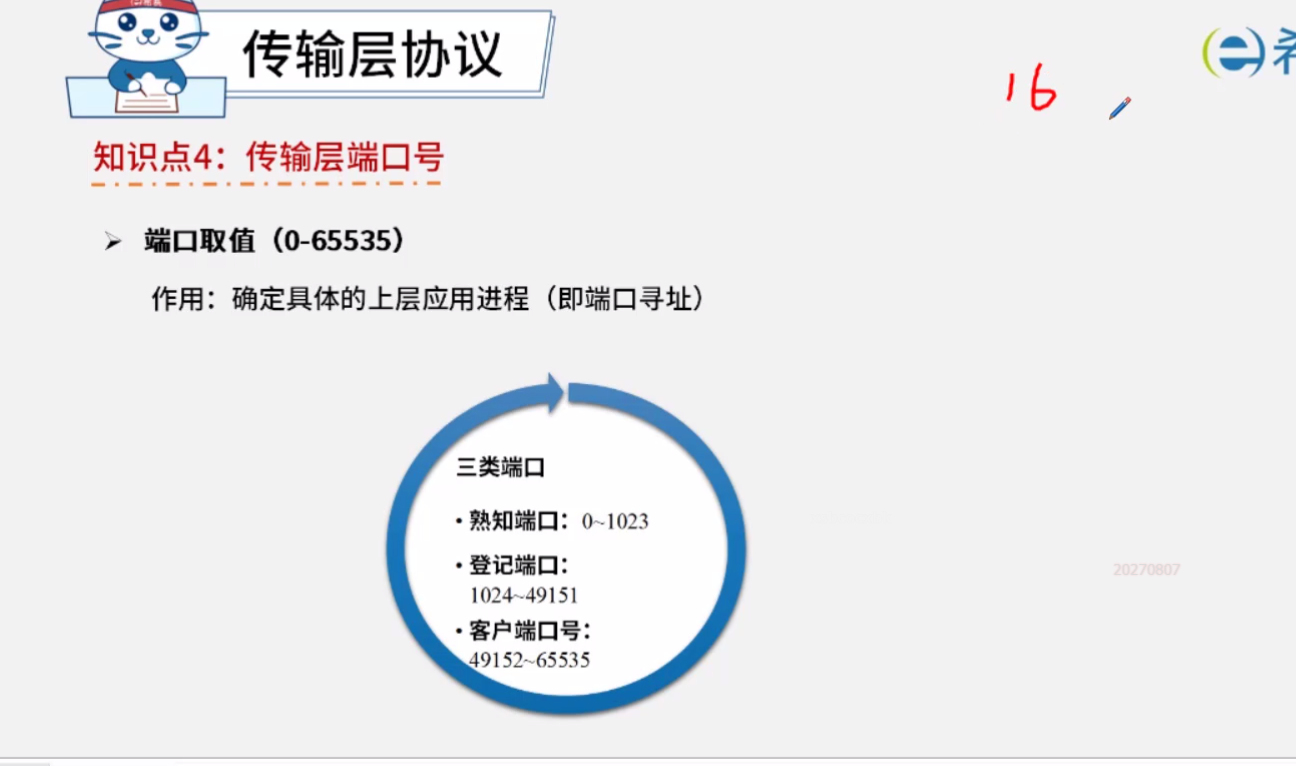 传输层协议
16
知识点4：传输层端口号
➢ 端口取值（0-65535）
作用：确定具体的上层应用进程（即端口寻址）
三类端口
• 熟知端口：0~1023
• 登记端口：
1024~49151
• 客户端口号：
49152~65535
20270807